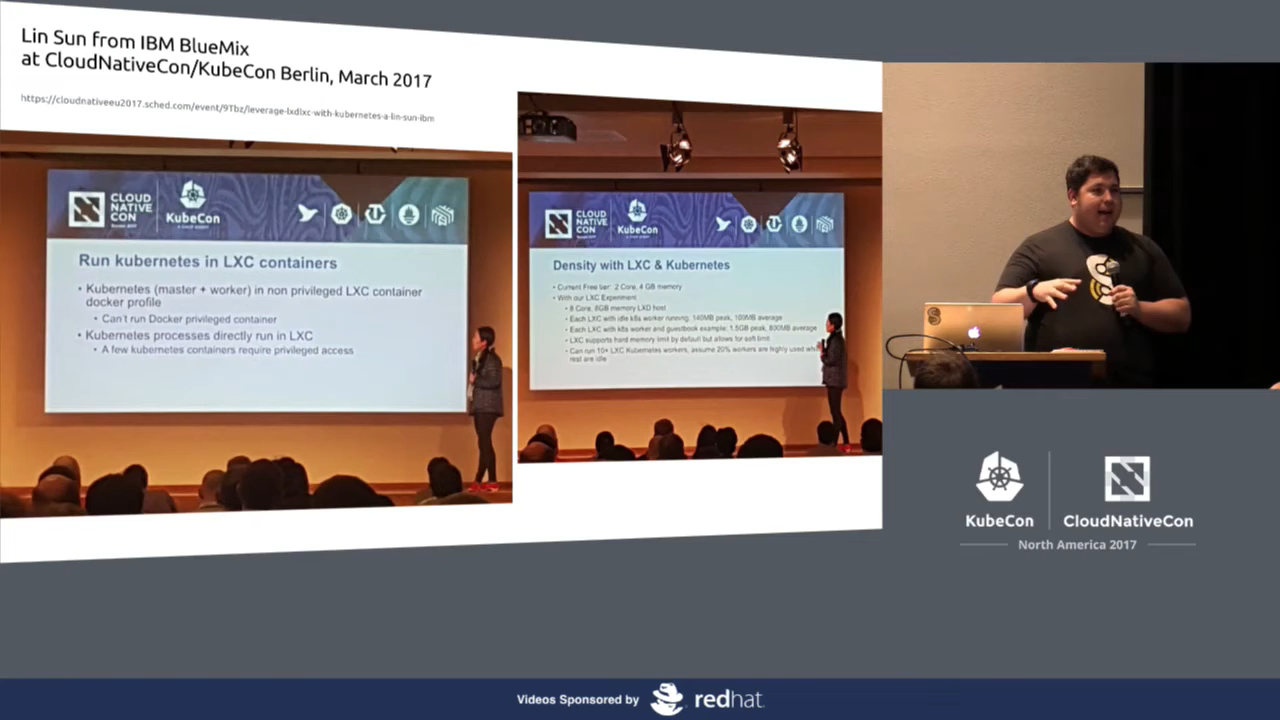 Lin Sun from IBM BlueMix
at CloudNativeCon/KubeCon Berlin, March 2017
https://cloudnativeeu2017.sched.com/event/9Tbz/leverage-lxdlxc-with-kubernetes-a-lin-sun-ibm
CLOUD
NATIVE
CON
KubeCon
Run kubernetes in LXC containers
• Kubernetes (master + worker) in non privileged LXC container
docker profile
• Can't run Docker privileged container
• Kubernetes processes directly run in LXC
• A few kubernetes containers require privileged access
CLOUD
NATIVE
CON
KubeCon
Density with LXC & Kubernetes
• Current Free tier: 2 Core, 4 GB memory
• With our LXC Experiment
• 8 Core, 8GB memory LXD host
• Each LXC with idle k8s worker running: 140MB peak, 100MB average
• Each LXC with k8s worker and guestbook example: 1.5GB peak, 800MB average
• LXC supports hard memory limit by default but allows for soft limit
• Can run 10+ LXC Kubernetes workers, assume 20% workers are highly used
rest are idle
KubeCon
CloudNativeCon
North America 2017
Videos Sponsored by
redhat